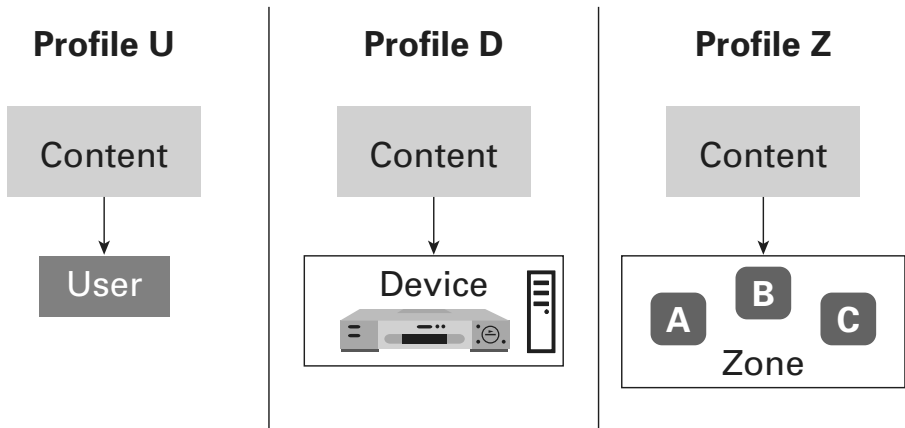 Profile U
Content
User
Profile D
Content
Device
Profile Z
Content
A
B
C
Zone